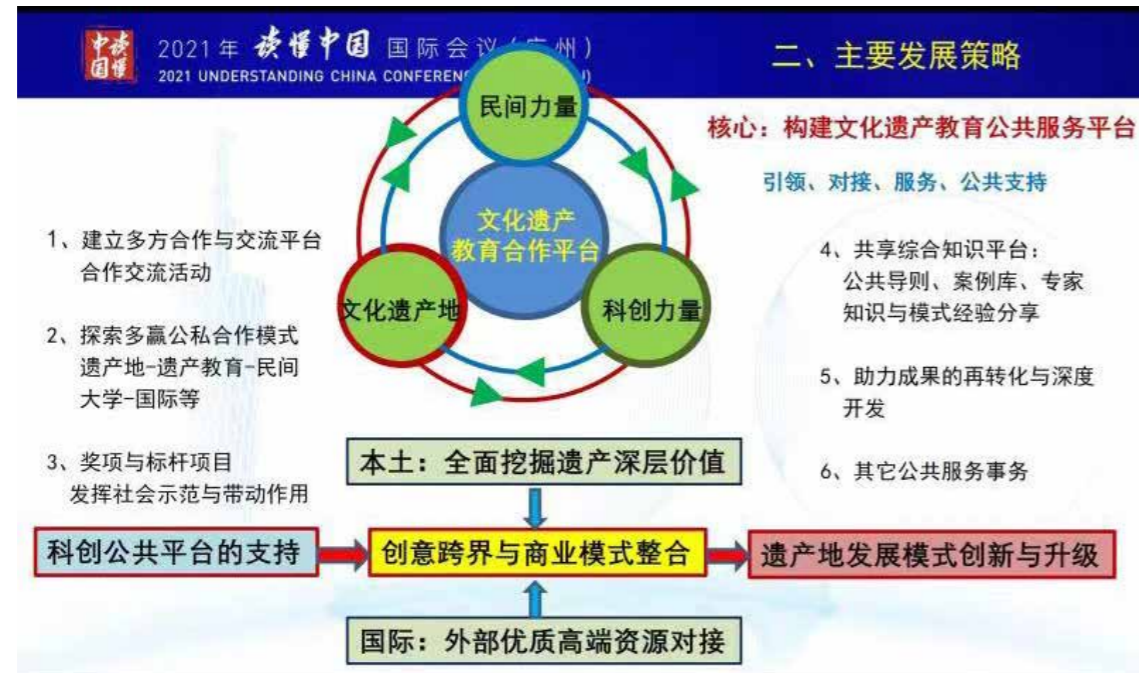 读懂中国
2021年 读懂中国 国际会议(广州)
2021 UNDERSTANDING CHINA CONFERENC
二、主要发展策略
民间力量
文化遗产
教育合作平台
文化遗产地
科创力量
核心：构建文化遗产教育公共服务平台
引领、对接、服务、公共支持
1、建立多方合作与交流平台
合作交流活动
2、探索多赢公私合作模式
遗产地-遗产教育-民间
大学-国际等
3、奖项与标杆项目
发挥社会示范与带动作用
4、共享综合知识平台：
公共导则、案例库、专家
知识与模式经验分享
5、助力成果的再转化与深度
开发
6、其它公共服务事务
本土：全面挖掘遗产深层价值
科创公共平台的支持
创意跨界与商业模式整合
遗产地发展模式创新与升级
国际：外部优质高端资源对接